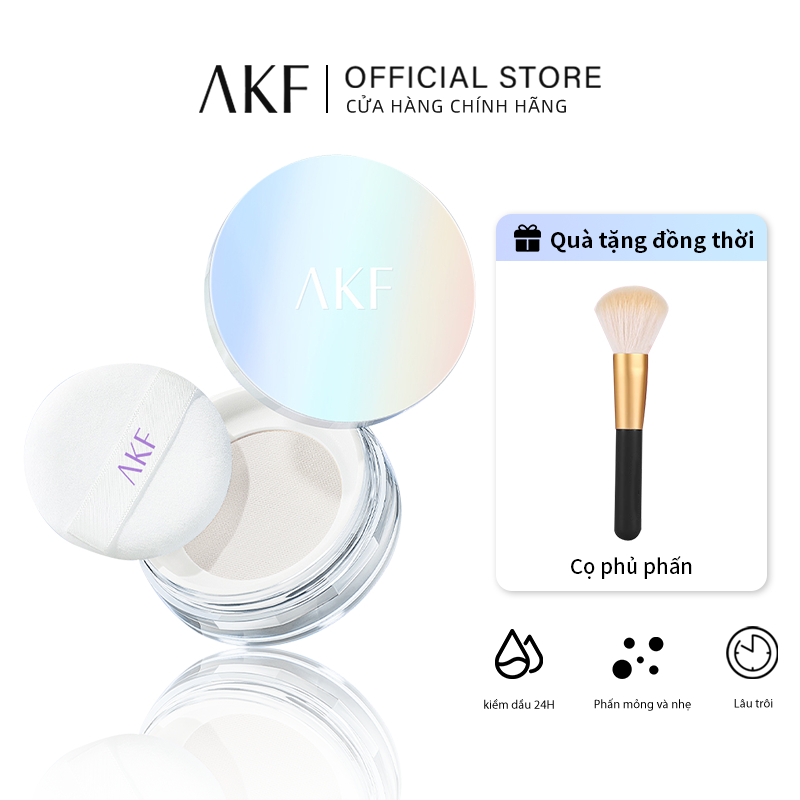 AKF
OFFICIAL STORE
CỬA HÀNG CHÍNH HÃNG
AKF
AKF
Quà tặng đồng thời
Cọ phủ phấn
kiềm dầu 24H
Phấn mỏng và nhẹ
Lâu trôi